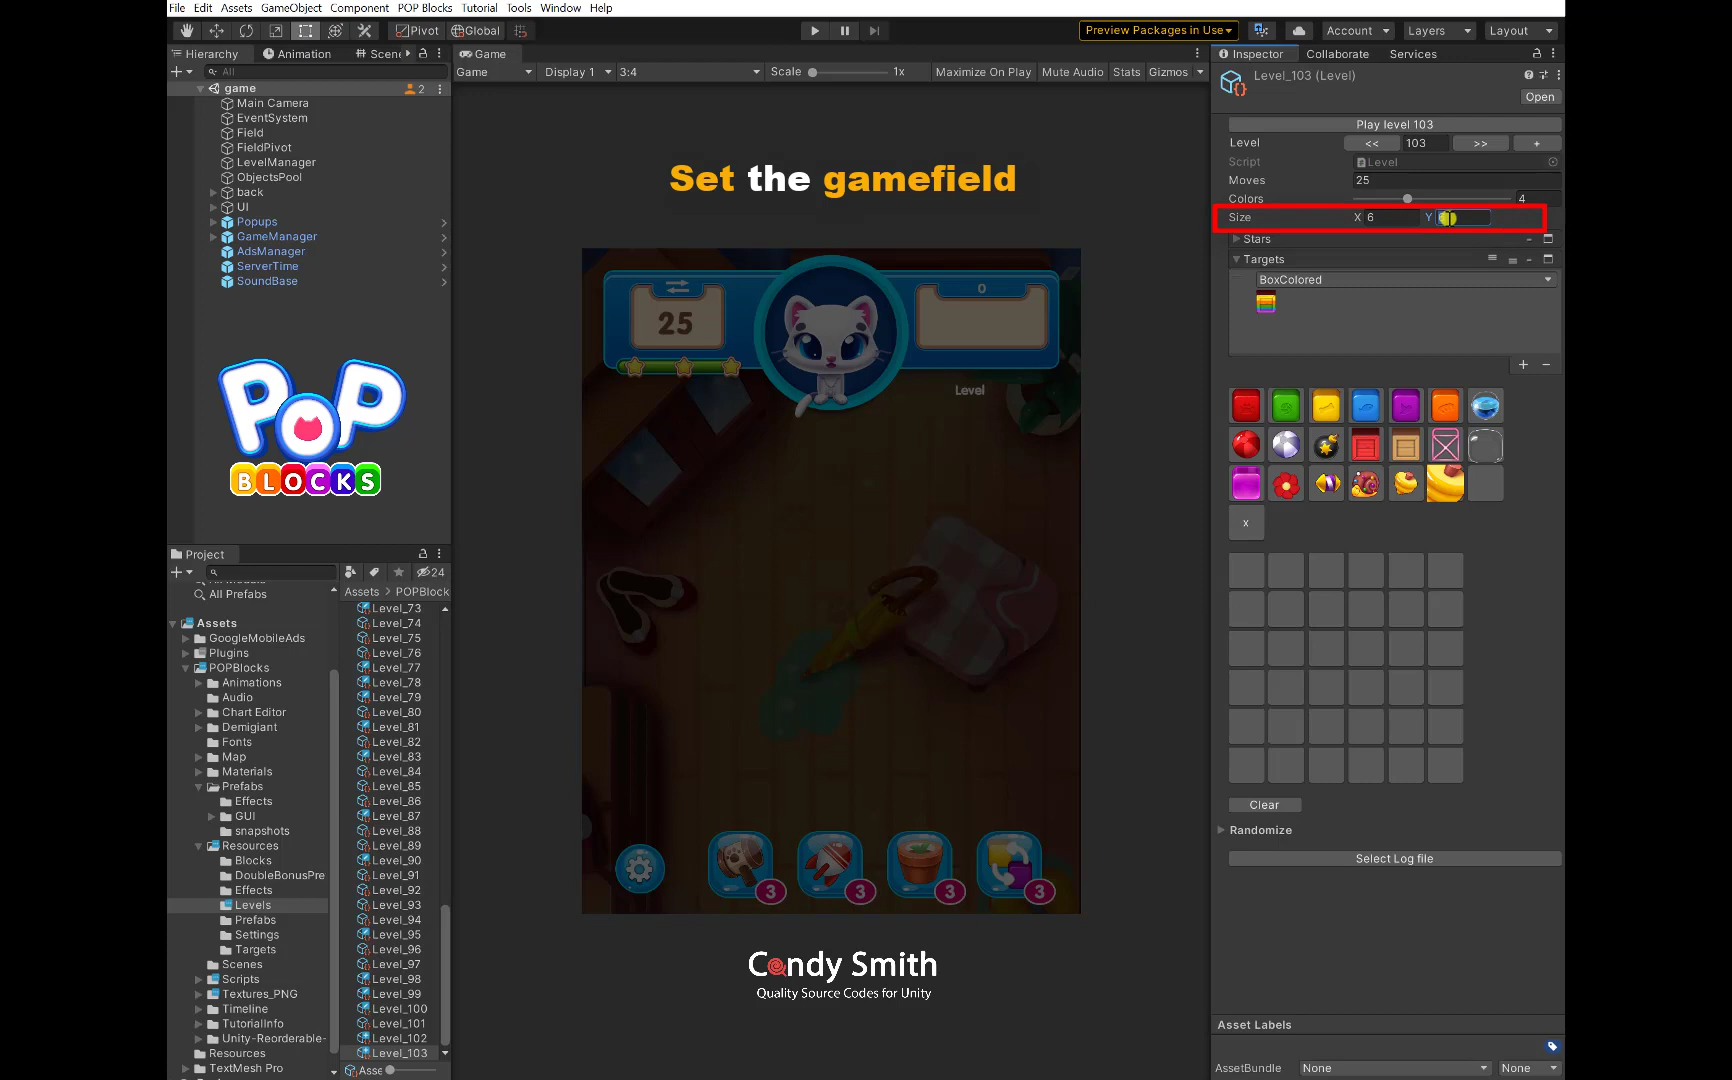 File Edit Assets GameObject Component POP Blocks Tutorial Tools Window Help
Pivot Global Preview Packages in Use Account Layers Layout
Hierarchy Animation Scene Game Inspector Collaborate Services
All
Game Display 1 3:4 Scale 1x Maximize On Play Mute Audio Stats Gizmos
game 2
Main Camera
EventSystem
Field
FieldPivot
LevelManager
ObjectsPool
back
UI
Popups
GameManager
AdsManager
ServerTime
SoundBase
POP
BLOCKS
Set the gamefield
25
0
Level
3 3 3 3
Candy Smith
Quality Source Codes for Unity
Level_103 (Level)
Open
Play level 103
Level << 103 >> +
Script Level
Moves 25
Colors 4
Size X 6 Y
Stars
Targets
BoxColored
x
Clear
Randomize
Select Log file
Asset Labels
AssetBundle None None
Project
24
All Prefabs
Assets
GoogleMobileAds
Plugins
POPBlocks
Animations
Audio
Chart Editor
Demigiant
Fonts
Map
Materials
Prefabs
Effects
GUI
snapshots
Resources
Blocks
DoubleBonusPre
Effects
Levels
Prefabs
Settings
Targets
Scenes
Scripts
Textures_PNG
Timeline
TutorialInfo
Unity-Reorderable-
Resources
TextMesh Pro
Assets > POPBlock
Level_73
Level_74
Level_75
Level_76
Level_77
Level_78
Level_79
Level_80
Level_81
Level_82
Level_83
Level_84
Level_85
Level_86
Level_87
Level_88
Level_89
Level_90
Level_91
Level_92
Level_93
Level_94
Level_95
Level_96
Level_97
Level_98
Level_99
Level_100
Level_101
Level_102
Level_103
Asse